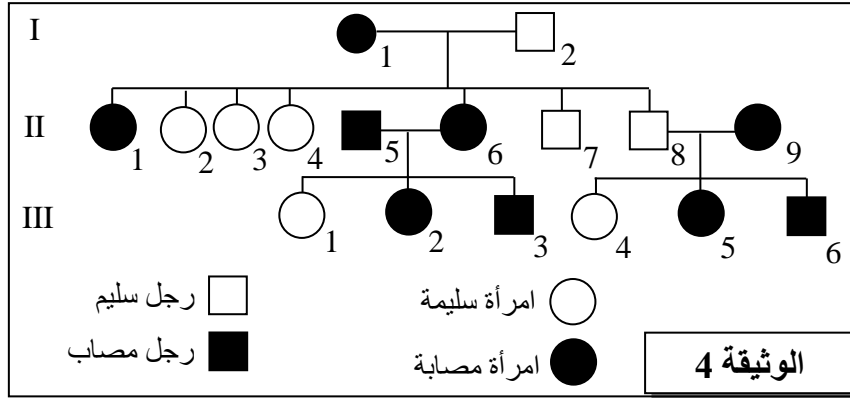 I
1 2
II
1 2 3 4 5 6 7 8 9
III
1 2 3 4 5 6
رجل سليم
امرأة سليمة
رجل مصاب
امرأة مصابة
الوثيقة 4